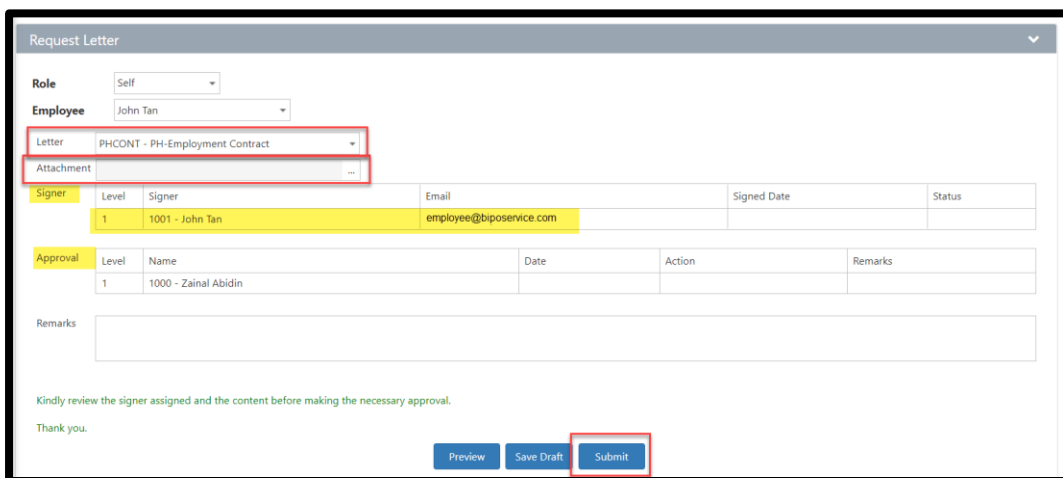 Request Letter
Role Self
Employee John Tan
Letter PHCONT - PH-Employment Contract
Attachment ...
Signer Level Signer Email Signed Date Status
1 1001 - John Tan employee@biposervice.com
Approval Level Name Date Action Remarks
1 1000 - Zainal Abidin
Remarks
Kindly review the signer assigned and the content before making the necessary approval.
Thank you.
Preview Save Draft Submit